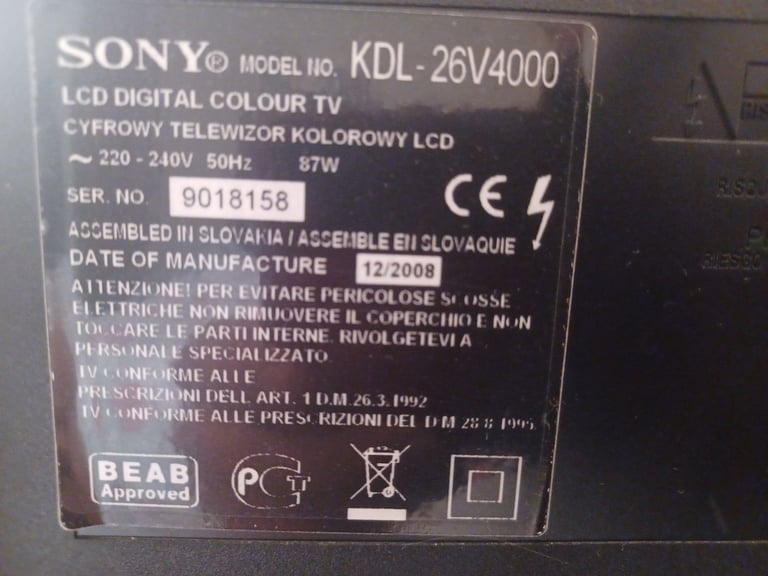 SONY® MODEL NO. KDL-26V4000
LCD DIGITAL COLOUR TV
CYFROWY TELEWIZOR KOLOROWY LCD
~ 220 - 240V 50Hz 87W
SER. NO. 9018158
CE
ASSEMBLED IN SLOVAKIA / ASSEMBLE EN SLOVAQUIE
DATE OF MANUFACTURE 12/2008
ATTENZIONE! PER EVITARE PERICOLOSE SCOSSE
ELETTRICHE NON RIMUOVERE IL COPERCHIO E NON
TOCCARE LE PARTI INTERNE. RIVOLGETEVI A
PERSONALE SPECIALIZZATO.
TV CONFORME ALLE
PRESCRIZIONI DELL ART. 1 D.M. 26.3.1992
TV CONFORME ALLE PRESCRIZIONI DEL D M 28 8 1995.
BEAB
Approved